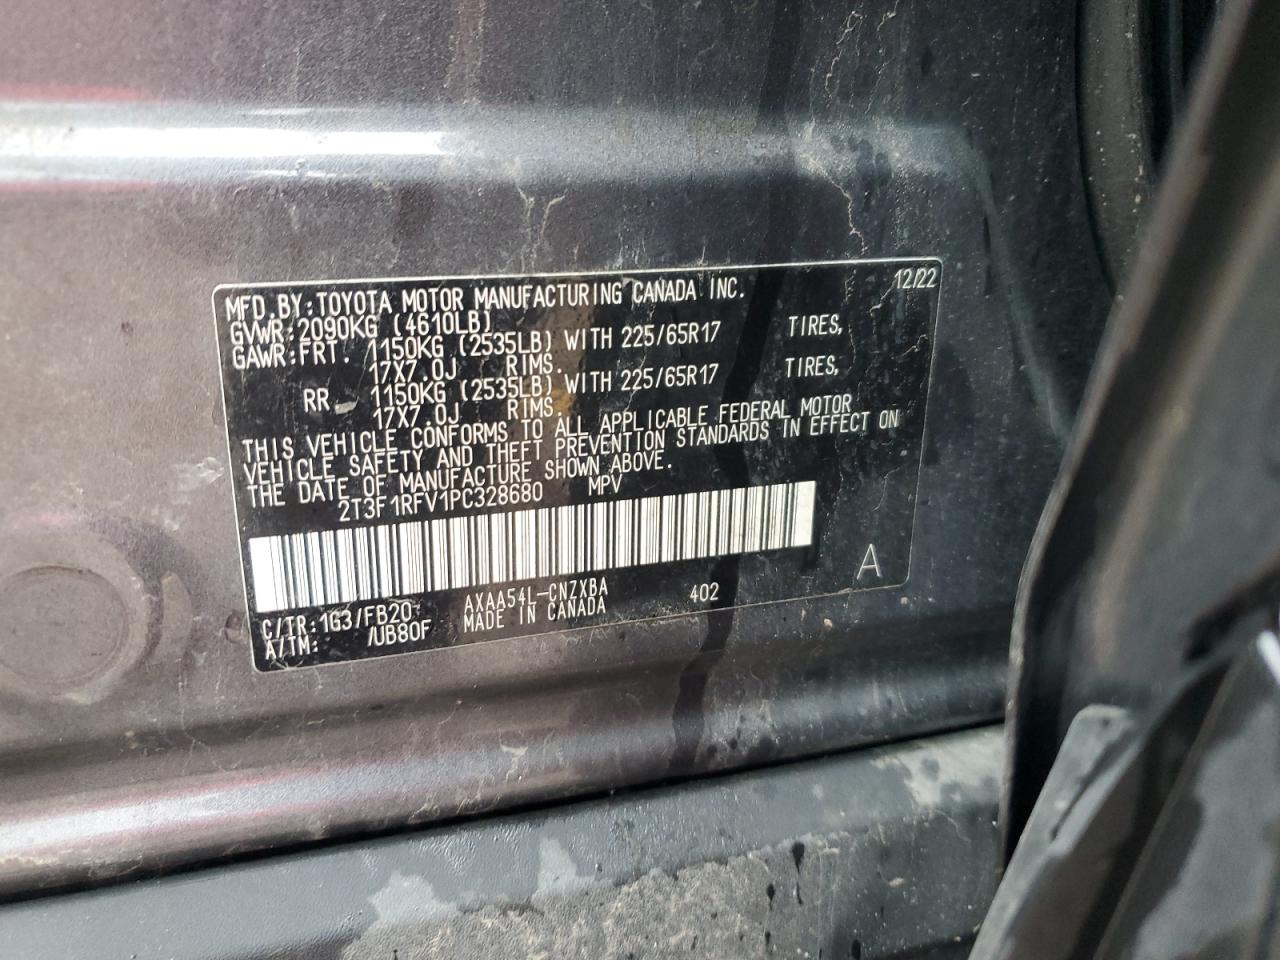 MFD.BY:TOYOTA MOTOR MANUFACTURING CANADA INC. 12/22
GVWR:2090KG (4610LB)
GAWR:FRT. 1150KG (2535LB) WITH 225/65R17 TIRES,
17X7.0J RIMS.
RR 1150KG (2535LB) WITH 225/65R17 TIRES,
17X7.0J RIMS.
THIS VEHICLE CONFORMS TO ALL APPLICABLE FEDERAL MOTOR
VEHICLE SAFETY AND THEFT PREVENTION STANDARDS IN EFFECT ON
THE DATE OF MANUFACTURE SHOWN ABOVE.
2T3F1RFV1PC328680 MPV
A
C/TR:1G3/FB20 AXAA54L-CNZXBA 402
A/TM: /UB80F MADE IN CANADA